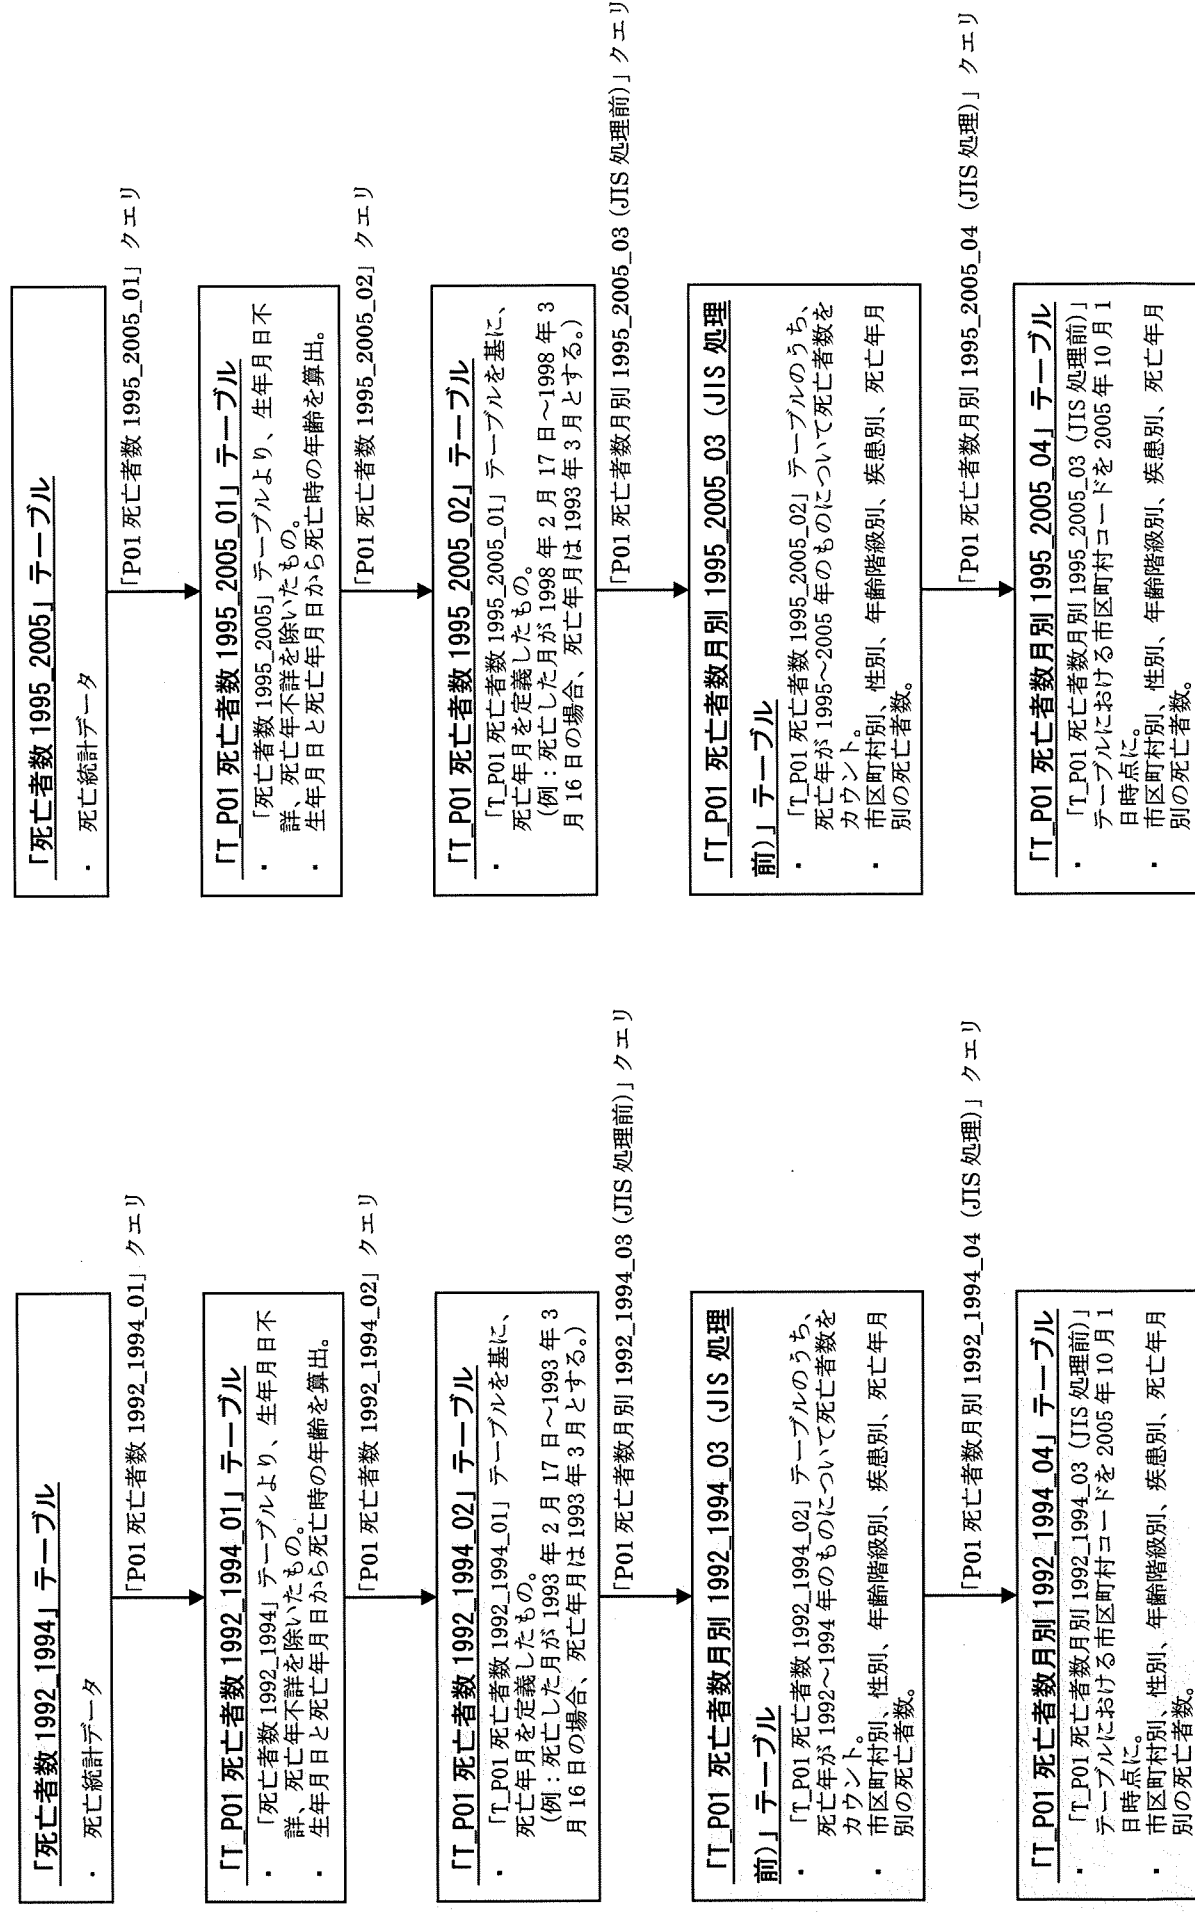 「死亡者数 1992_1994」テーブル
・ 死亡統計データ
「P01 死亡者数 1992_1994_01」クエリ
「T_P01 死亡者数 1992_1994_01」テーブル
・ 「死亡者数 1992_1994」テーブルより、生年月日不
詳、死亡年不詳を除いたもの。
・ 生年月日と死亡年月日から死亡時の年齢を算出。
「P01 死亡者数 1992_1994_02」クエリ
「T_P01 死亡者数 1992_1994_02」テーブル
・ 「T_P01 死亡者数 1992_1994_01」テーブルを基に、
死亡年月を定義したもの。
(例：死亡した月が 1993 年 2 月 17 日～1993 年 3
月 16 日の場合、死亡年月は 1993 年 3 月とする。)
「P01 死亡者数月別 1992_1994_03 (JIS 処理前)」クエリ
「T_P01 死亡者数月別 1992_1994_03 (JIS 処理
前)」テーブル
・ 「T_P01 死亡者数 1992_1994_02」テーブルのうち、
死亡年が 1992～1994 年のものについて死亡者数を
カウント。
・ 市区町村別、性別、年齢階級別、疾患別、死亡年月
別の死亡者数。
「P01 死亡者数月別 1992_1994_04 (JIS 処理)」クエリ
「T_P01 死亡者数月別 1992_1994_04」テーブル
・ 「T_P01 死亡者数月別 1992_1994_03 (JIS 処理前)」
テーブルにおける市区町村コードを 2005 年 10 月 1
日時点に。
・ 市区町村別、性別、年齢階級別、疾患別、死亡年月
別の死亡者数。
「死亡者数 1995_2005」テーブル
・ 死亡統計データ
「P01 死亡者数 1995_2005_01」クエリ
「T_P01 死亡者数 1995_2005_01」テーブル
・ 「死亡者数 1995_2005」テーブルより、生年月日不
詳、死亡年不詳を除いたもの。
・ 生年月日と死亡年月日から死亡時の年齢を算出。
「P01 死亡者数 1995_2005_02」クエリ
「T_P01 死亡者数 1995_2005_02」テーブル
・ 「T_P01 死亡者数 1995_2005_01」テーブルを基に、
死亡年月を定義したもの。
(例：死亡した月が 1998 年 2 月 17 日～1998 年 3
月 16 日の場合、死亡年月は 1993 年 3 月とする。)
「P01 死亡者数月別 1995_2005_03 (JIS 処理前)」クエリ
「T_P01 死亡者数月別 1995_2005_03 (JIS 処理
前)」テーブル
・ 「T_P01 死亡者数 1995_2005_02」テーブルのうち、
死亡年が 1995～2005 年のものについて死亡者数を
カウント。
・ 市区町村別、性別、年齢階級別、疾患別、死亡年月
別の死亡者数。
「P01 死亡者数月別 1995_2005_04 (JIS 処理)」クエリ
「T_P01 死亡者数月別 1995_2005_04」テーブル
・ 「T_P01 死亡者数月別 1995_2005_03 (JIS 処理前)」
テーブルにおける市区町村コードを 2005 年 10 月 1
日時点に。
・ 市区町村別、性別、年齢階級別、疾患別、死亡年月
別の死亡者数。